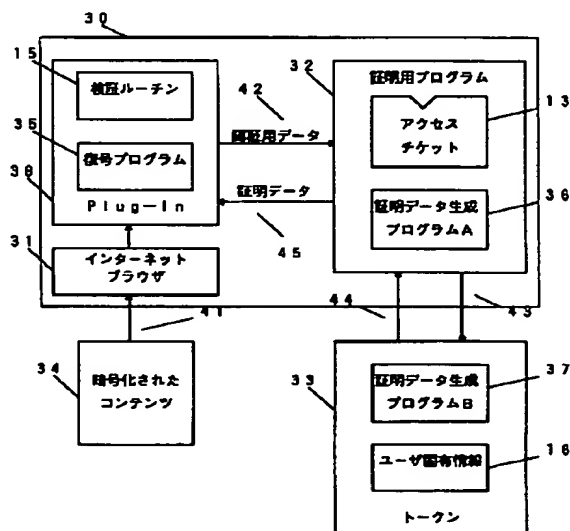 30
15
検証ルーチン
35
復号プログラム
38
Plug-In
31
インターネット
ブラウザ
42
認証用データ
証明データ
45
32
証明用プログラム
アクセス
チケット
13
証明データ生成
プログラムA
36
41
44
43
34
暗号化された
コンテンツ
33
証明データ生成
プログラムB
37
ユーザ固有情報
16
トークン